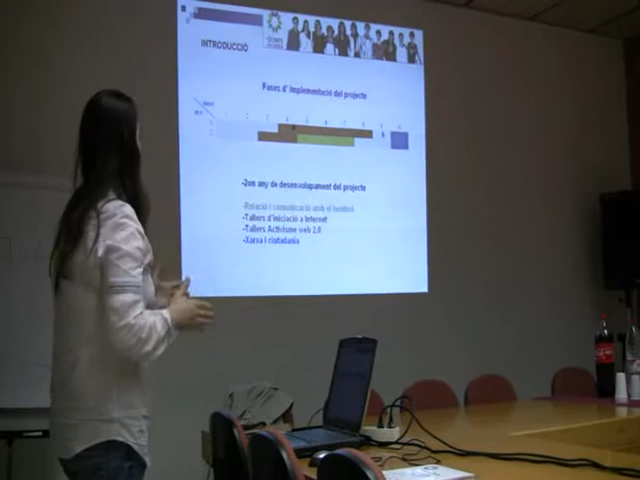 INTRODUCCIÓ
Fases d' Implementació del projecte
-2on any de desenvolupament del projecte
-Relació i comunicació amb el territori
-Tallers d'iniciació a Internet
-Tallers Activisme web 2.0
-Xarxa i ciutadania